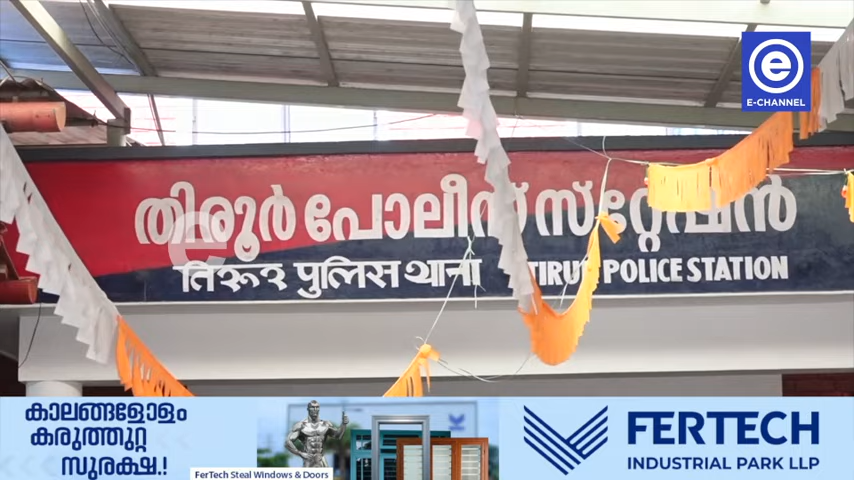 e
E-CHANNEL
തിരൂർ പോലീസ് സ്റ്റേഷൻ
तिरूर पुलिस थाना TIRUR POLICE STATION
കാലങ്ങളോളം
കരുത്തുറ്റ
സുരക്ഷ.!
FerTech Steal Windows & Doors
FERTECH
INDUSTRIAL PARK LLP